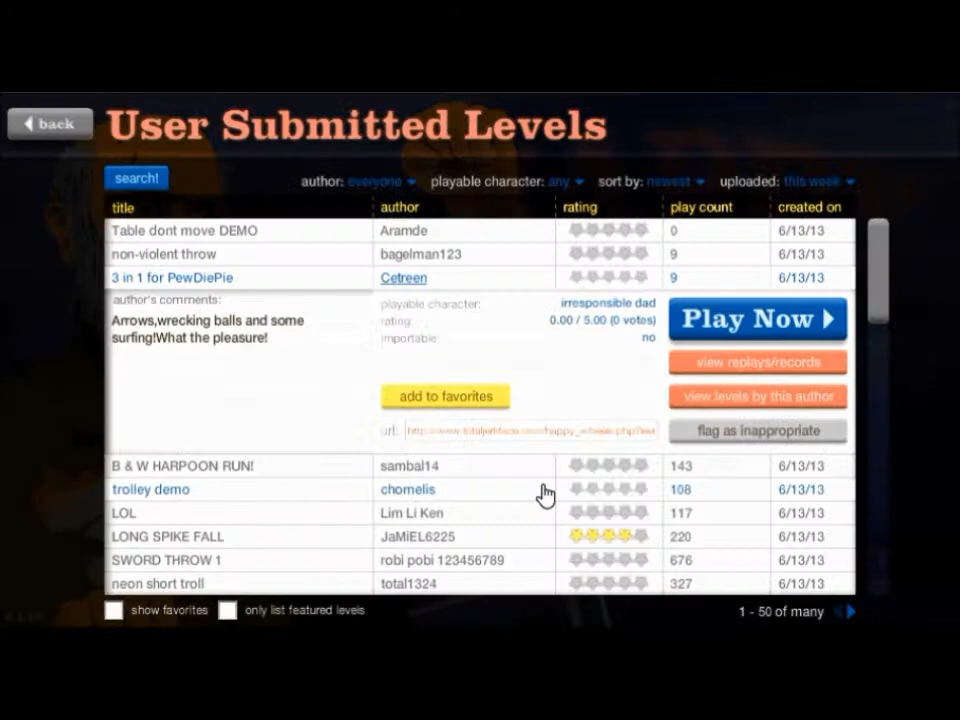 back
User Submitted Levels
search!
author: everyone playable character: any sort by: newest uploaded: this week
title author rating play count created on
Table dont move DEMO Aramde 0 6/13/13
non-violent throw bagelman123 9 6/13/13
3 in 1 for PewDiePie Cetreen 9 6/13/13
author's comments:
Arrows,wrecking balls and some
surfing!What the pleasure!
playable character: irresponsible dad
rating: 0.00 / 5.00 (0 votes)
importable: no
add to favorites
url:
Play Now
view replays/records
view levels by this author
flag as inappropriate
B & W HARPOON RUN! sambal14 143 6/13/13
trolley demo chomelis 108 6/13/13
LOL Lim Li Ken 117 6/13/13
LONG SPIKE FALL JaMiEL6225 220 6/13/13
SWORD THROW 1 robi pobi 123456789 676 6/13/13
neon short troll total1324 327 6/13/13
show favorites only list featured levels 1 - 50 of many